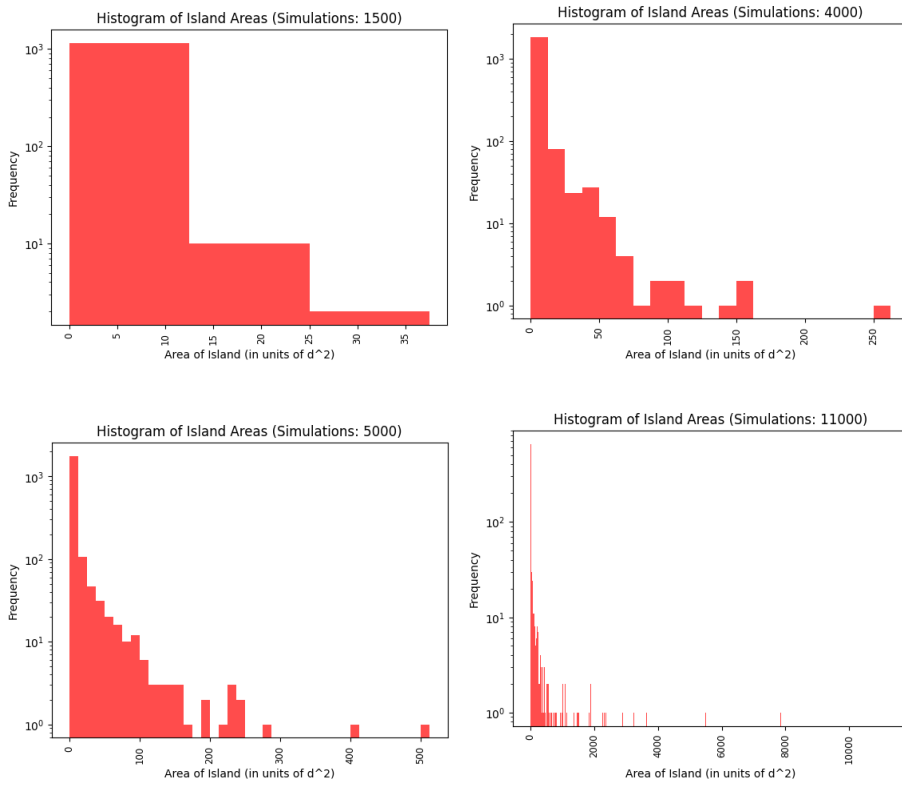 Histogram of Island Areas (Simulations: 1500)
10^3
10^2
10^1
Frequency
0 5 10 15 20 25 30 35
Area of Island (in units of d^2)
Histogram of Island Areas (Simulations: 4000)
10^3
10^2
10^1
10^0
Frequency
0 50 100 150 200 250
Area of Island (in units of d^2)
Histogram of Island Areas (Simulations: 5000)
10^3
10^2
10^1
10^0
Frequency
0 100 200 300 400 500
Area of Island (in units of d^2)
Histogram of Island Areas (Simulations: 11000)
10^2
10^1
10^0
Frequency
0 2000 4000 6000 8000 10000
Area of Island (in units of d^2)